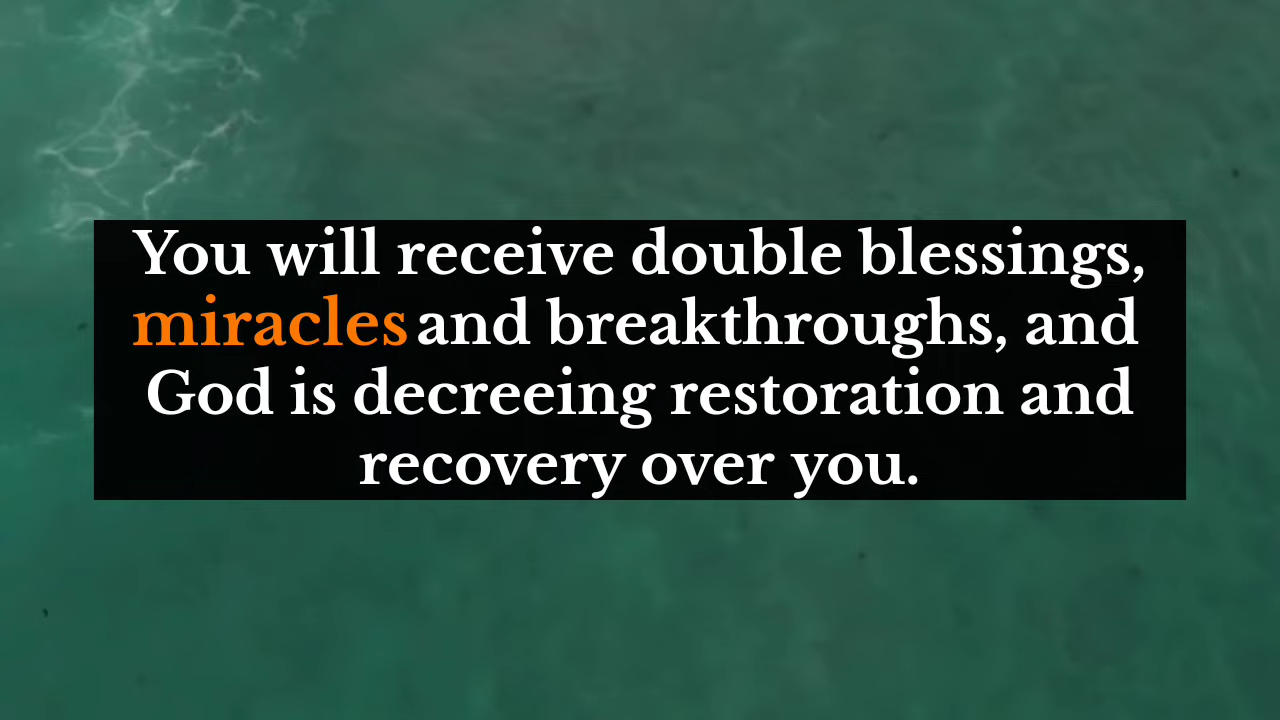 You will receive double blessings,
miracles and breakthroughs, and
God is decreeing restoration and
recovery over you.